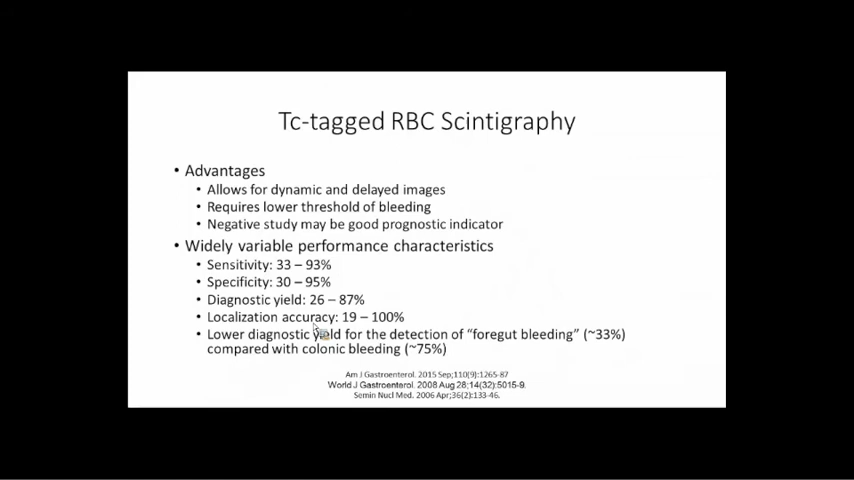 Tc-tagged RBC Scintigraphy
• Advantages
• Allows for dynamic and delayed images
• Requires lower threshold of bleeding
• Negative study may be good prognostic indicator
• Widely variable performance characteristics
• Sensitivity: 33 – 93%
• Specificity: 30 – 95%
• Diagnostic yield: 26 – 87%
• Localization accuracy: 19 – 100%
• Lower diagnostic yield for the detection of “foregut bleeding” (~33%)
compared with colonic bleeding (~75%)
Am J Gastroenterol. 2015 Sep;110(9):1265-87
World J Gastroenterol. 2008 Aug 28;14(32):5015-9.
Semin Nucl Med. 2006 Apr;36(2):133-46.